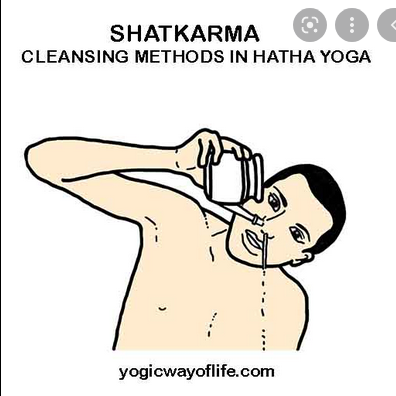 SHATKARMA
CLEANSING METHODS IN HATHA YOGA
yogicwayoflife.com